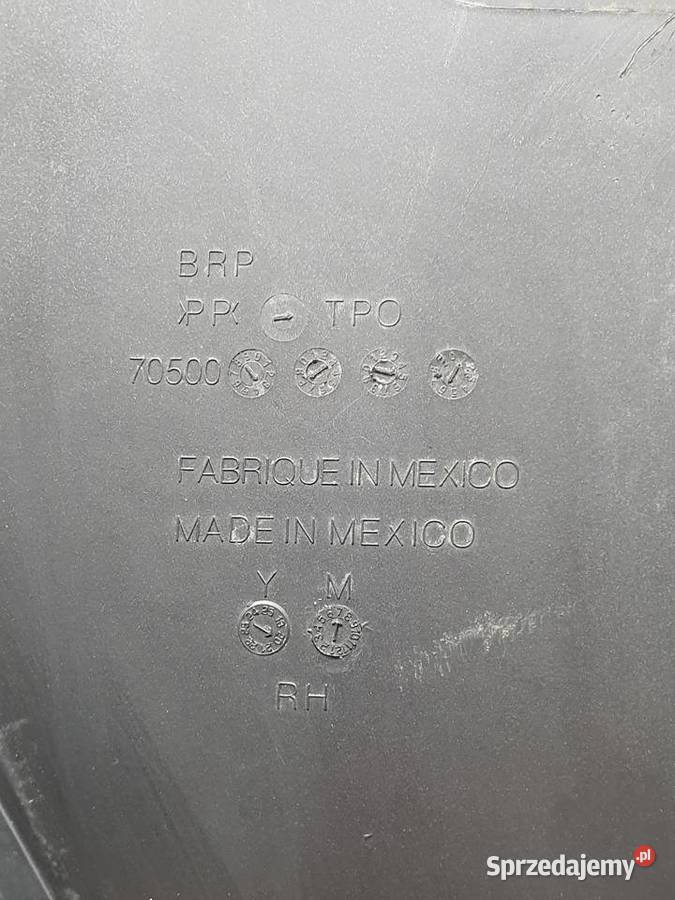 BRP
>PP< TPO
70500
FABRIQUE IN MEXICO
MADE IN MEXICO
Y M
RH
Sprzedajemy.pl